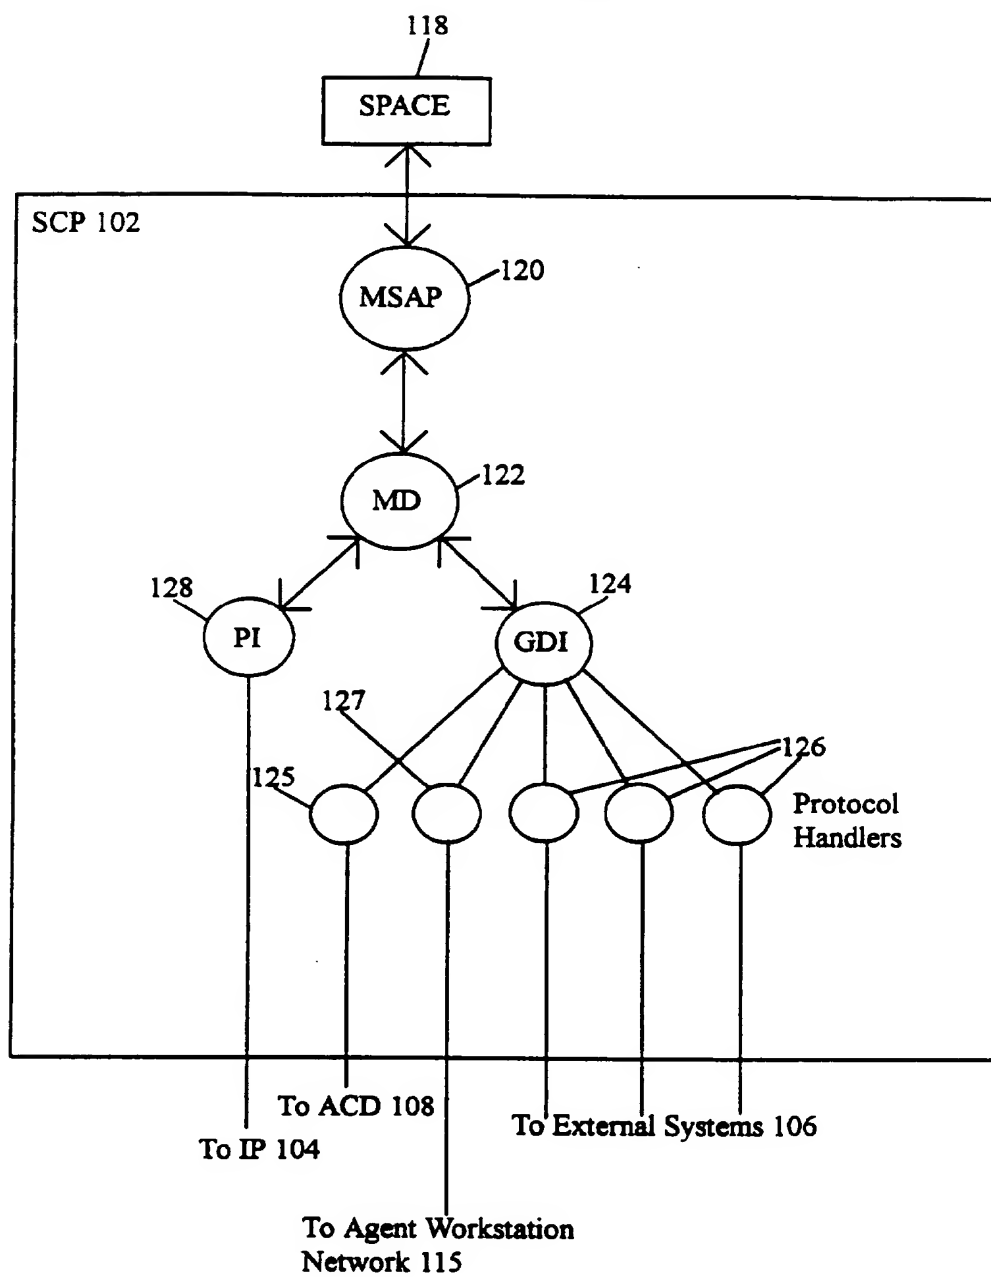 118
SPACE
SCP 102
120
MSAP
122
MD
128
124
PI
GDI
127
126
125
Protocol
Handlers
To ACD 108
To External Systems 106
To IP 104
To Agent Workstation
Network 115